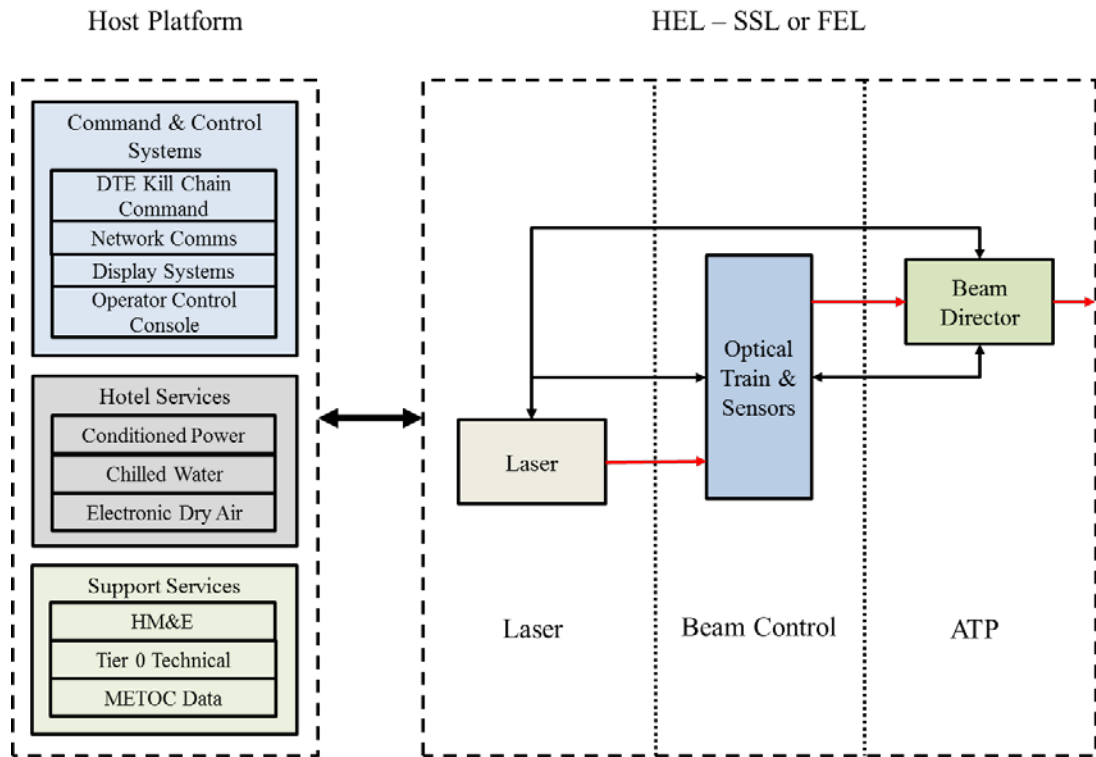 Host Platform
HEL – SSL or FEL
Command & Control
Systems
DTE Kill Chain
Command
Network Comms
Display Systems
Operator Control
Console
Hotel Services
Conditioned Power
Chilled Water
Electronic Dry Air
Support Services
HM&E
Tier 0 Technical
METOC Data
Laser
Optical
Train &
Sensors
Beam
Director
Laser
Beam Control
ATP